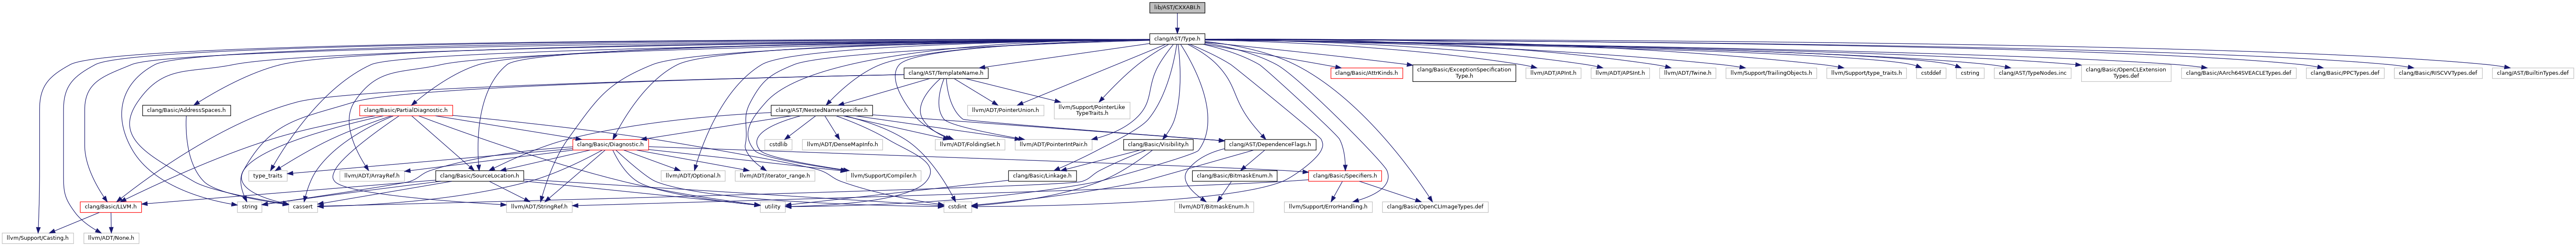 lib/AST/CXXABI.h
clang/AST/Type.h
clang/AST/TemplateName.h
clang/Basic/AttrKinds.h
clang/Basic/ExceptionSpecification
Type.h
llvm/ADT/APInt.h
llvm/ADT/APSInt.h
llvm/ADT/Twine.h
llvm/Support/TrailingObjects.h
llvm/Support/type_traits.h
cstddef
cstring
clang/AST/TypeNodes.inc
clang/Basic/OpenCLExtension
Types.def
clang/Basic/AArch64SVEACLETypes.def
clang/Basic/PPCTypes.def
clang/Basic/RISCVVTypes.def
clang/AST/BuiltinTypes.def
clang/Basic/AddressSpaces.h
clang/Basic/PartialDiagnostic.h
clang/AST/NestedNameSpecifier.h
llvm/ADT/PointerUnion.h
llvm/Support/PointerLike
TypeTraits.h
clang/Basic/Diagnostic.h
cstdlib
llvm/ADT/DenseMapInfo.h
llvm/ADT/FoldingSet.h
llvm/ADT/PointerIntPair.h
clang/Basic/Visibility.h
clang/AST/DependenceFlags.h
type_traits
llvm/ADT/ArrayRef.h
clang/Basic/SourceLocation.h
llvm/ADT/Optional.h
llvm/ADT/iterator_range.h
llvm/Support/Compiler.h
clang/Basic/Linkage.h
clang/Basic/BitmaskEnum.h
clang/Basic/Specifiers.h
clang/Basic/LLVM.h
string
cassert
llvm/ADT/StringRef.h
utility
cstdint
llvm/ADT/BitmaskEnum.h
llvm/Support/ErrorHandling.h
clang/Basic/OpenCLImageTypes.def
llvm/Support/Casting.h
llvm/ADT/None.h